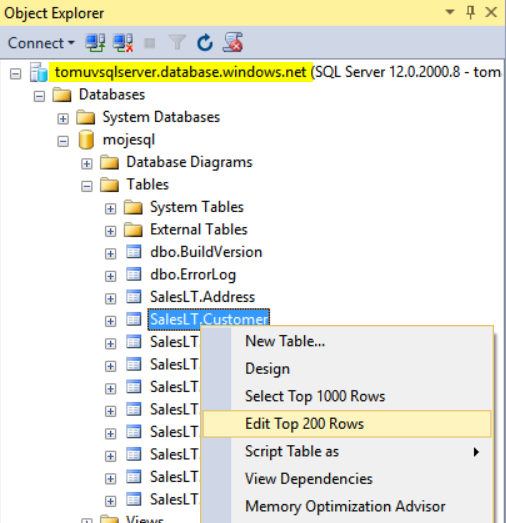 Object Explorer
Connect
tomuvsqlserver.database.windows.net (SQL Server 12.0.2000.8 - tom
Databases
System Databases
mojesql
Database Diagrams
Tables
System Tables
External Tables
dbo.BuildVersion
dbo.ErrorLog
SalesLT.Address
SalesLT.Customer
SalesLT.
New Table...
SalesLT.
Design
SalesLT.
Select Top 1000 Rows
SalesLT.
Edit Top 200 Rows
SalesLT.
Script Table as
SalesLT.
View Dependencies
SalesLT.
Memory Optimization Advisor
SalesLT.
Views